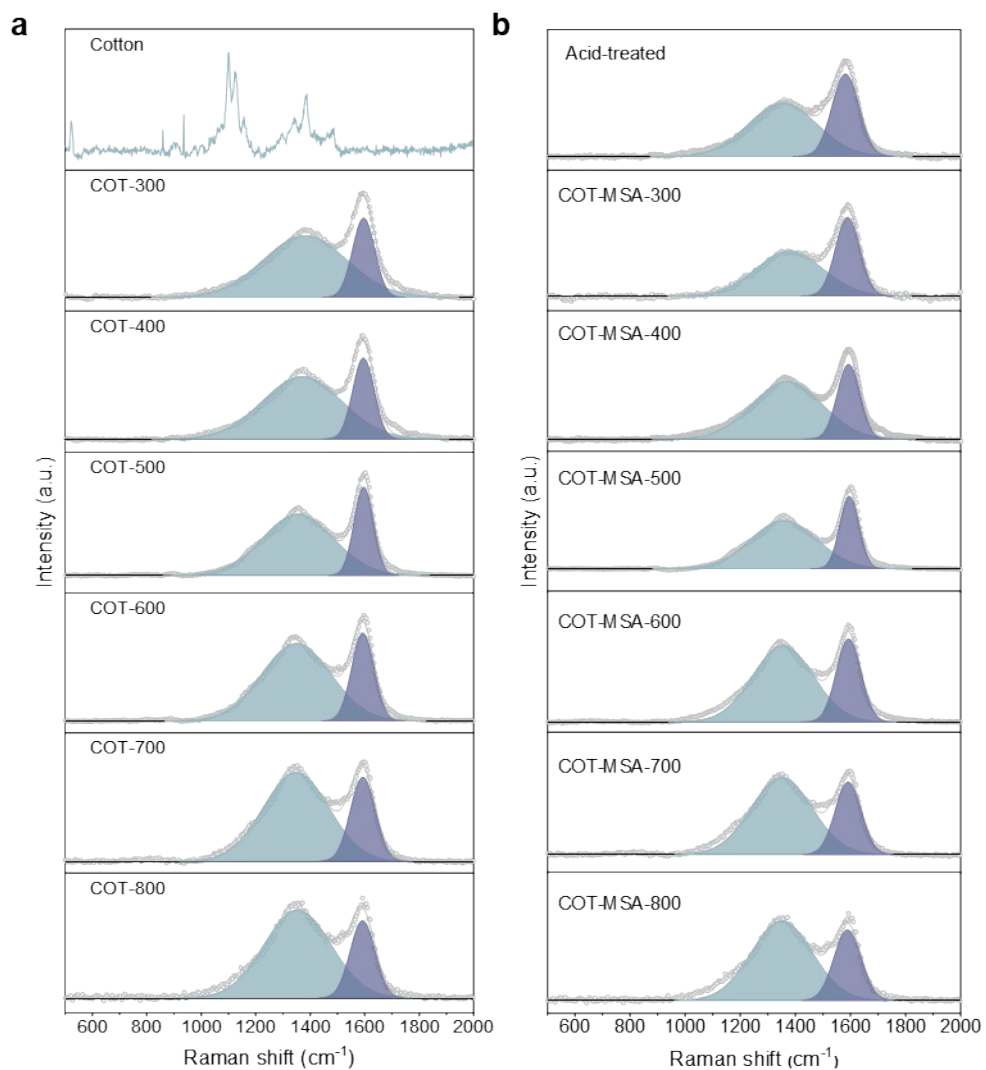 a
Cotton
COT-300
COT-400
COT-500
COT-600
COT-700
COT-800
Intensity (a.u.)
600 800 1000 1200 1400 1600 1800 2000
Raman shift (cm⁻¹)
b
Acid-treated
COT-MSA-300
COT-MSA-400
COT-MSA-500
COT-MSA-600
COT-MSA-700
COT-MSA-800
Intensity (a.u.)
600 800 1000 1200 1400 1600 1800 2000
Raman shift (cm⁻¹)